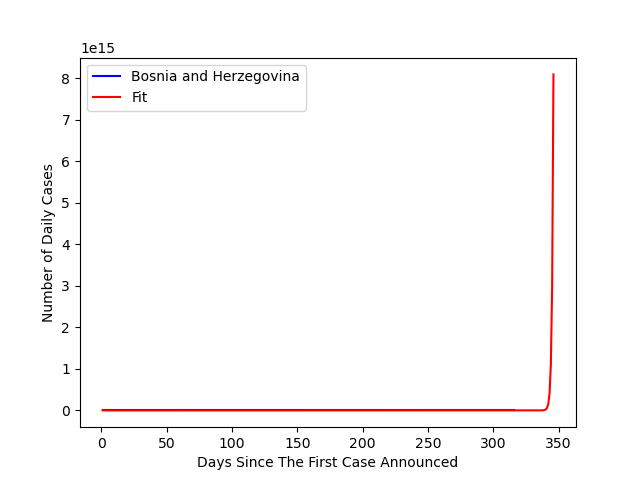 1e15
8
7
6
5
4
3
2
1
0
Number of Daily Cases
Bosnia and Herzegovina
Fit
0 50 100 150 200 250 300 350
Days Since The First Case Announced